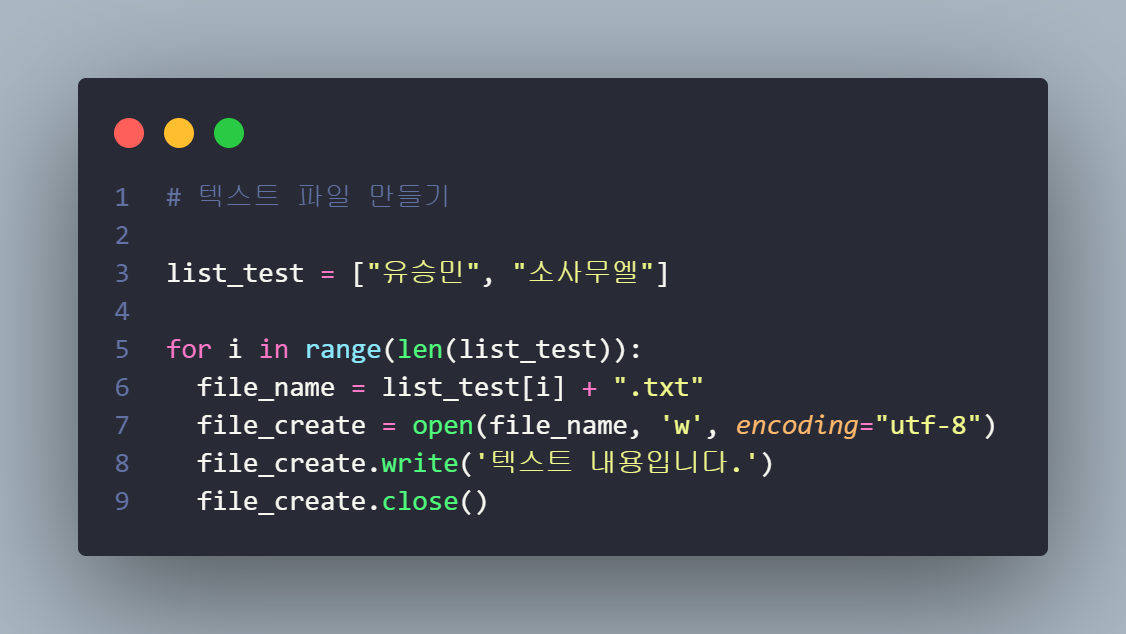 1 # 텍스트 파일 만들기
2
3 list_test = ["유승민", "소사무엘"]
4
5 for i in range(len(list_test)):
6   file_name = list_test[i] + ".txt"
7   file_create = open(file_name, 'w', encoding="utf-8")
8   file_create.write('텍스트 내용입니다.')
9   file_create.close()